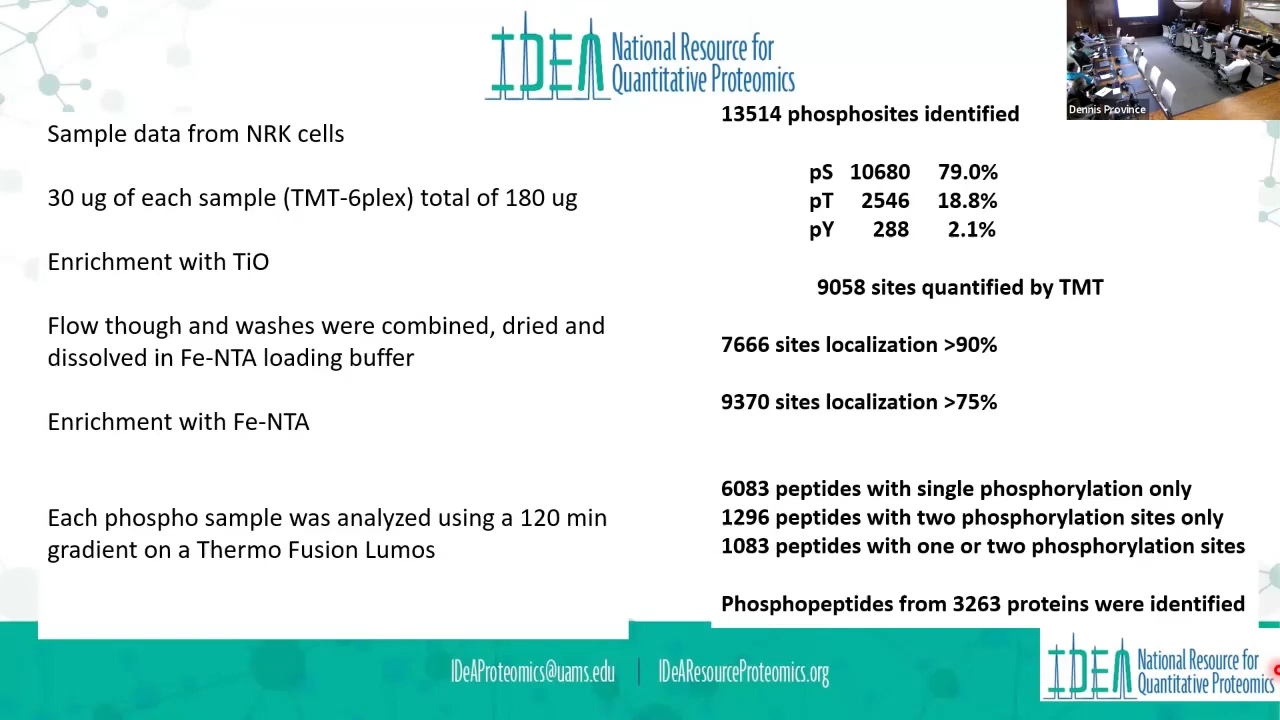 IDEA National Resource for
Quantitative Proteomics
Dennis Province
Sample data from NRK cells
30 ug of each sample (TMT-6plex) total of 180 ug
Enrichment with TiO
Flow though and washes were combined, dried and
dissolved in Fe-NTA loading buffer
Enrichment with Fe-NTA
Each phospho sample was analyzed using a 120 min
gradient on a Thermo Fusion Lumos
13514 phosphosites identified
pS 10680 79.0%
pT 2546 18.8%
pY 288 2.1%
9058 sites quantified by TMT
7666 sites localization >90%
9370 sites localization >75%
6083 peptides with single phosphorylation only
1296 peptides with two phosphorylation sites only
1083 peptides with one or two phosphorylation sites
Phosphopeptides from 3263 proteins were identified
IDeAProteomics@uams.edu | IDeAResourceProteomics.org
IDEA National Resource for
Quantitative Proteomics